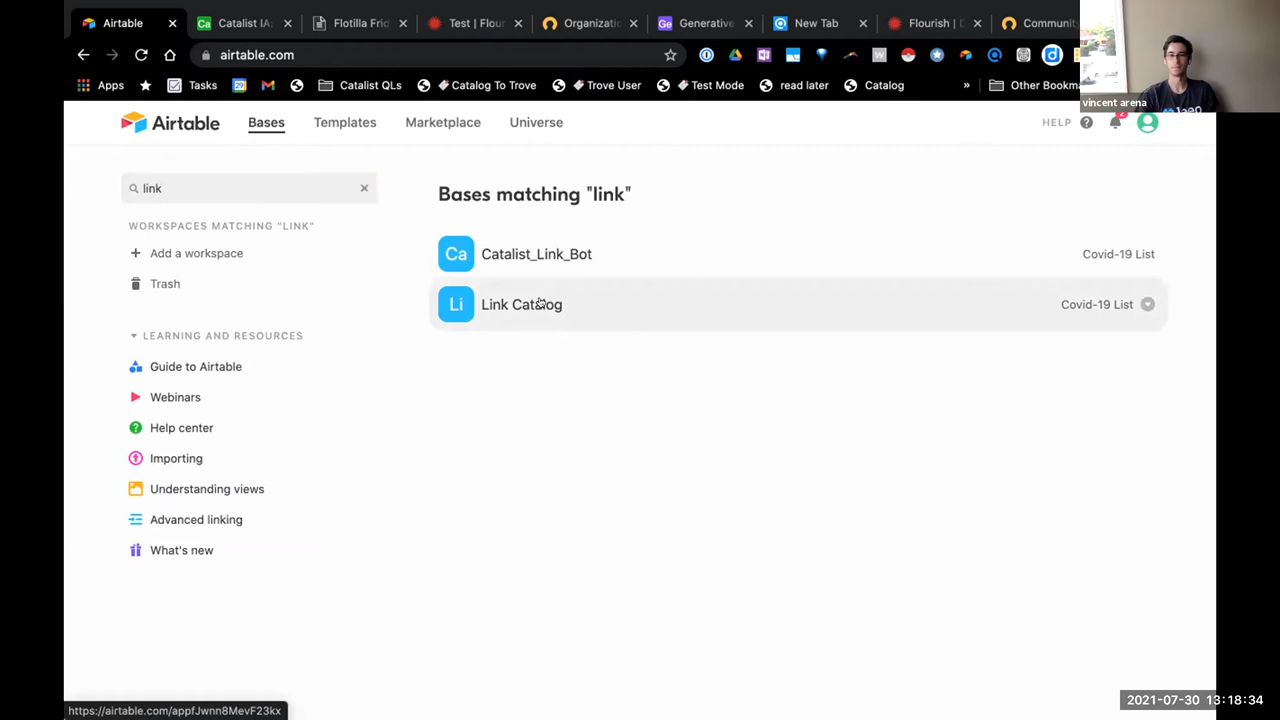 Airtable
Catalist IA:
Flotilla Frid
Test | Flour
Organizatio
Generative
New Tab
Flourish | D
Community
airtable.com
Apps
Tasks
Catalist QLs
Catalog To Trove
Trove User
Test Mode
read later
Catalog
»
Other Bookma
vincent arena
Airtable
Bases
Templates
Marketplace
Universe
HELP
link
WORKSPACES MATCHING "LINK"
Add a workspace
Trash
LEARNING AND RESOURCES
Guide to Airtable
Webinars
Help center
Importing
Understanding views
Advanced linking
What's new
Bases matching "link"
Ca
Catalist_Link_Bot
Covid-19 List
Li
Link Catalog
Covid-19 List
https://airtable.com/appfJwnn8MevF23kx
2021-07-30 13:18:34